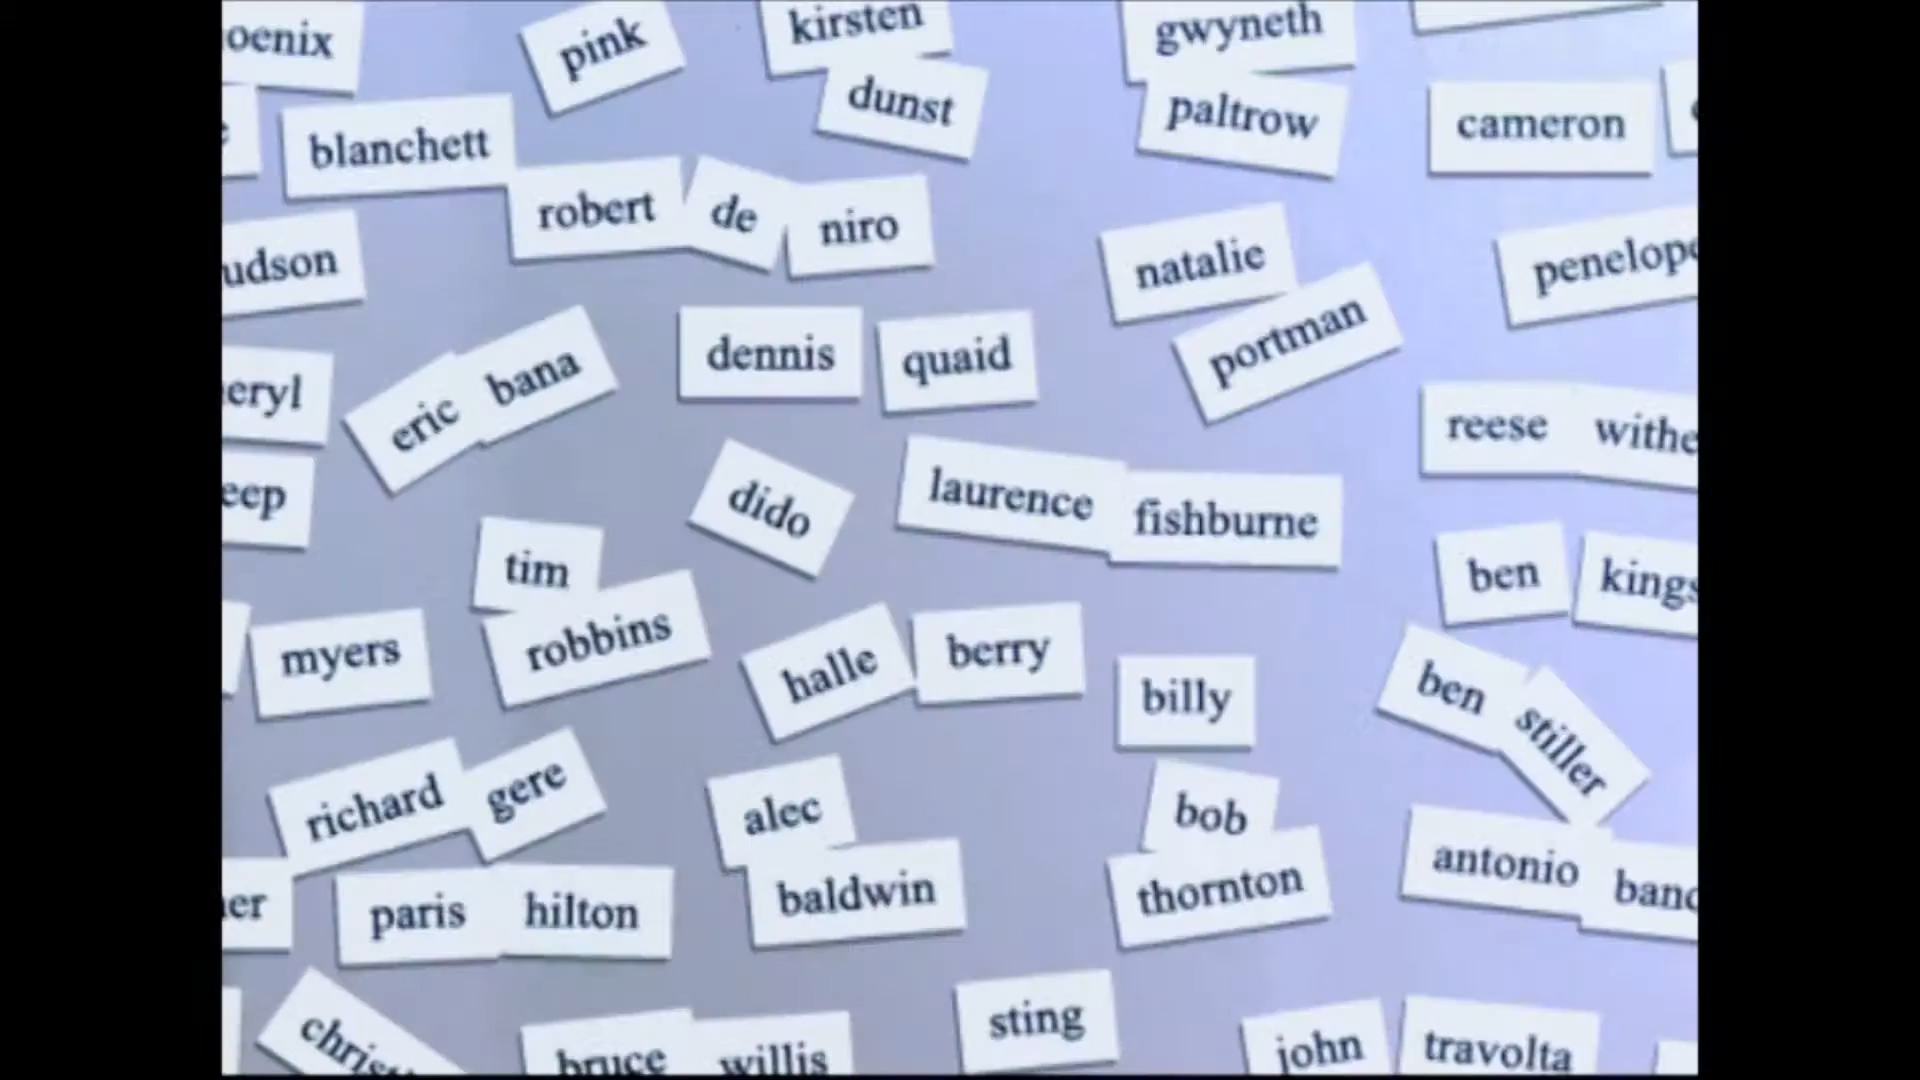 oenix
pink
kirsten
dunst
gwyneth
paltrow
cameron
blanchett
robert de niro
udson
natalie
portman
penelope
eryl
eep
eric bana
dennis quaid
reese withe
dido
laurence fishburne
tim
robbins
ben kings
myers
halle berry
billy
bob
thornton
ben stiller
richard gere
alec
baldwin
antonio band
er
paris hilton
christ
bruce willis
sting
john travolta